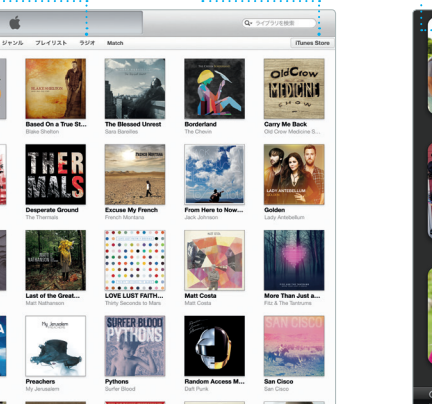 ライブラリを検索
ジャンル プレイリスト ラジオ Match iTunes Store
OldCrow
MEDICINE
SHOW
Based On a True St... The Blessed Unrest Borderland Carry Me Back
Blake Shelton Sara Bareilles The Chevin Old Crow Medicine S...
THER
MALS
French Montana
LADY ANTEBELLUM
Desperate Ground Excuse My French From Here to Now... Golden
The Thermals French Montana Jack Johnson Lady Antebellum
MATT
NATHANSON
Last of the Great... LOVE LUST FAITH... Matt Costa More Than Just a...
Matt Nathanson Thirty Seconds to Mars Matt Costa Fitz & The Tantrums
My Jerusalem
SURFER BLOOD
PYTHONS
SAN CISCO
Preachers Pythons Random Access M... San Cisco
My Jerusalem Surfer Blood Daft Punk San Cisco